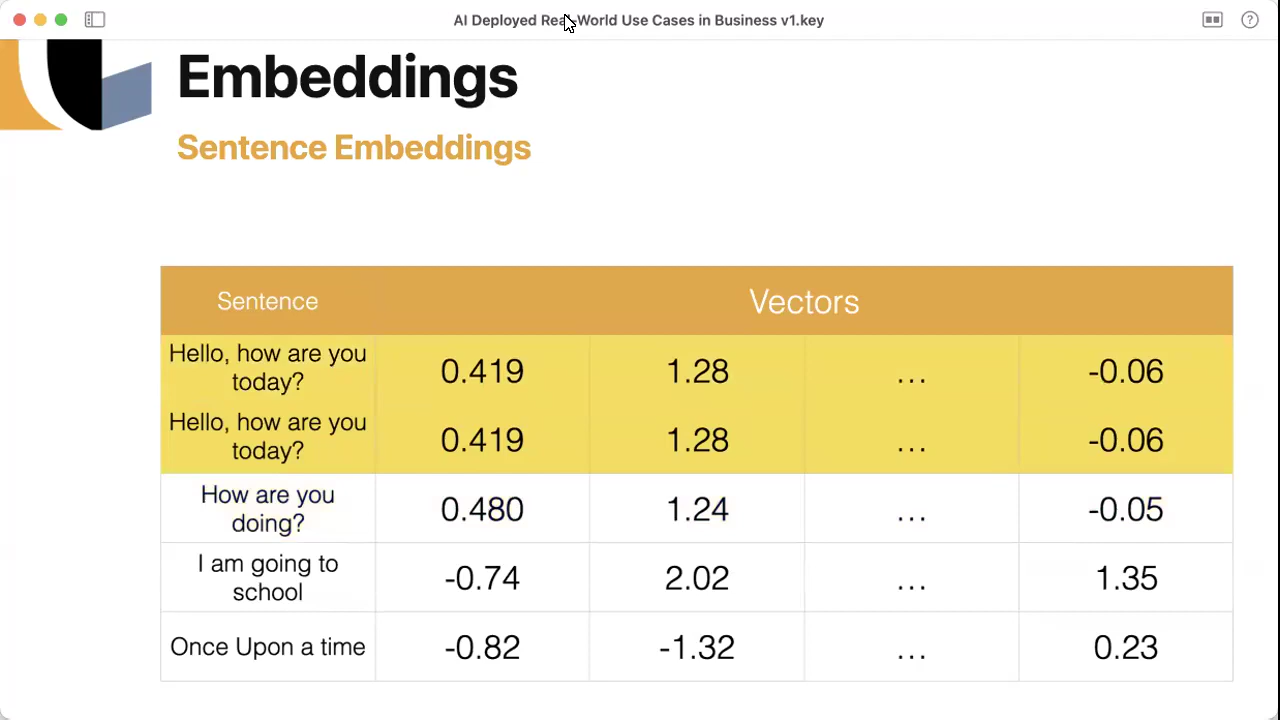 AI Deployed Real-World Use Cases in Business v1.key
Embeddings
Sentence Embeddings
Sentence Vectors
Hello, how are you
today?
0.419 1.28 ... -0.06
Hello, how are you
today?
0.419 1.28 ... -0.06
How are you
doing?
0.480 1.24 ... -0.05
I am going to
school
-0.74 2.02 ... 1.35
Once Upon a time -0.82 -1.32 ... 0.23